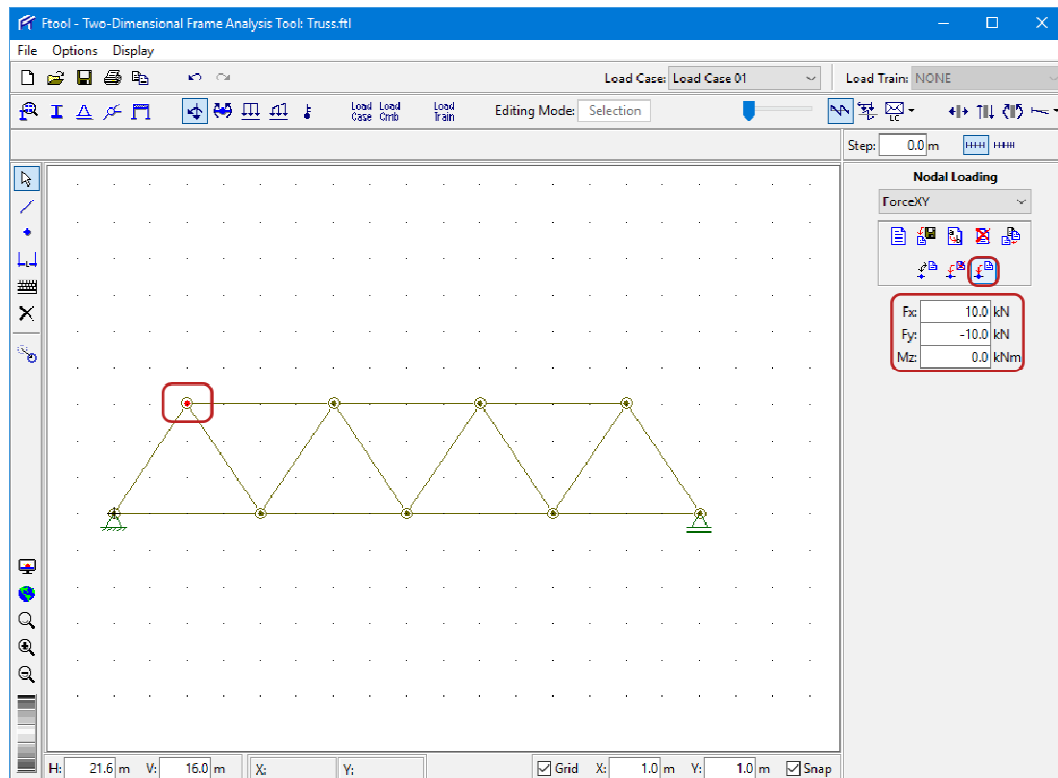 Ftool - Two-Dimensional Frame Analysis Tool: Truss.ftl
File Options Display
Load Case: Load Case 01 Load Train: NONE
Load Case Load Cmb Load Train Editing Mode: Selection LC
Step: 0.0 m
Nodal Loading
ForceXY
Fx: 10.0 kN
Fy: -10.0 kN
Mz: 0.0 kNm
H: 21.6 m V: 16.0 m X: Y: Grid X: 1.0 m Y: 1.0 m Snap